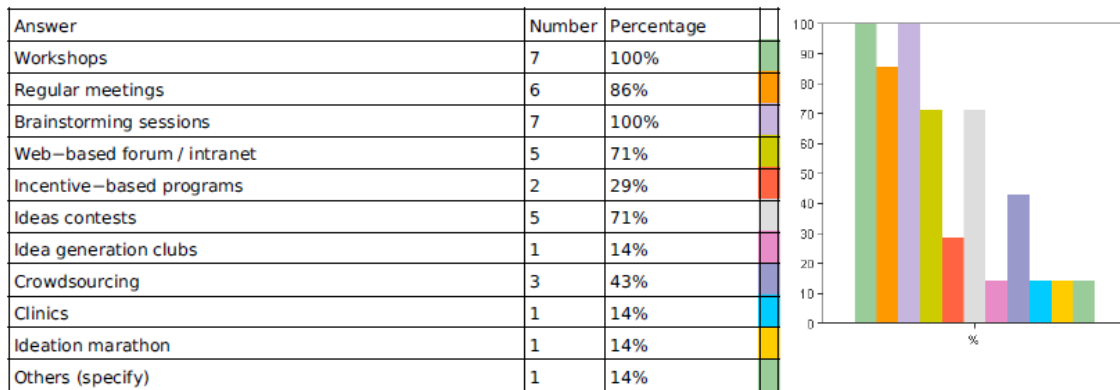 Answer Number Percentage
Workshops 7 100%
Regular meetings 6 86%
Brainstorming sessions 7 100%
Web−based forum / intranet 5 71%
Incentive−based programs 2 29%
Ideas contests 5 71%
Idea generation clubs 1 14%
Crowdsourcing 3 43%
Clinics 1 14%
Ideation marathon 1 14%
Others (specify) 1 14%
100
90
80
70
60
50
40
30
20
10
0
%